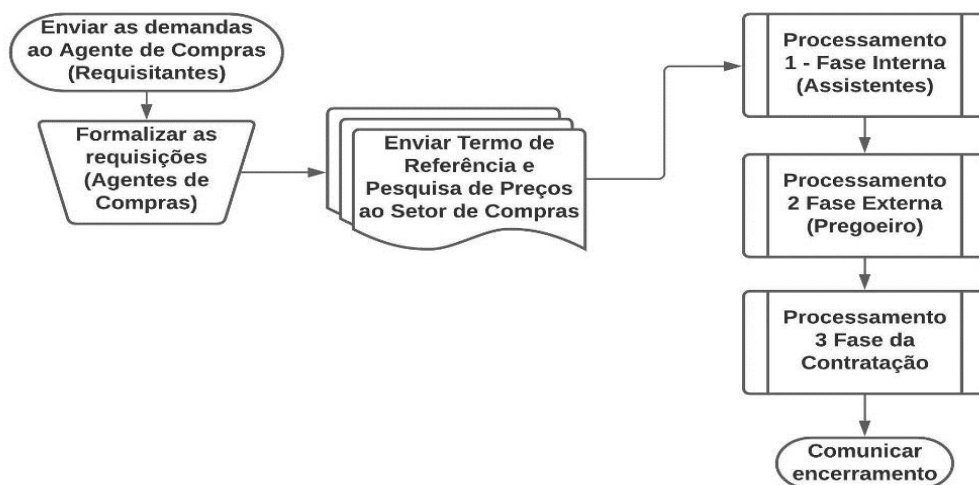 Enviar as demandas
ao Agente de Compras
(Requisitantes)
Formalizar as
requisições
(Agentes de
Compras)
Enviar Termo de
Referência e
Pesquisa de Preços
ao Setor de Compras
Processamento
1 - Fase Interna
(Assistentes)
Processamento
2 Fase Externa
(Pregoeiro)
Processamento
3 Fase da
Contratação
Comunicar
encerramento